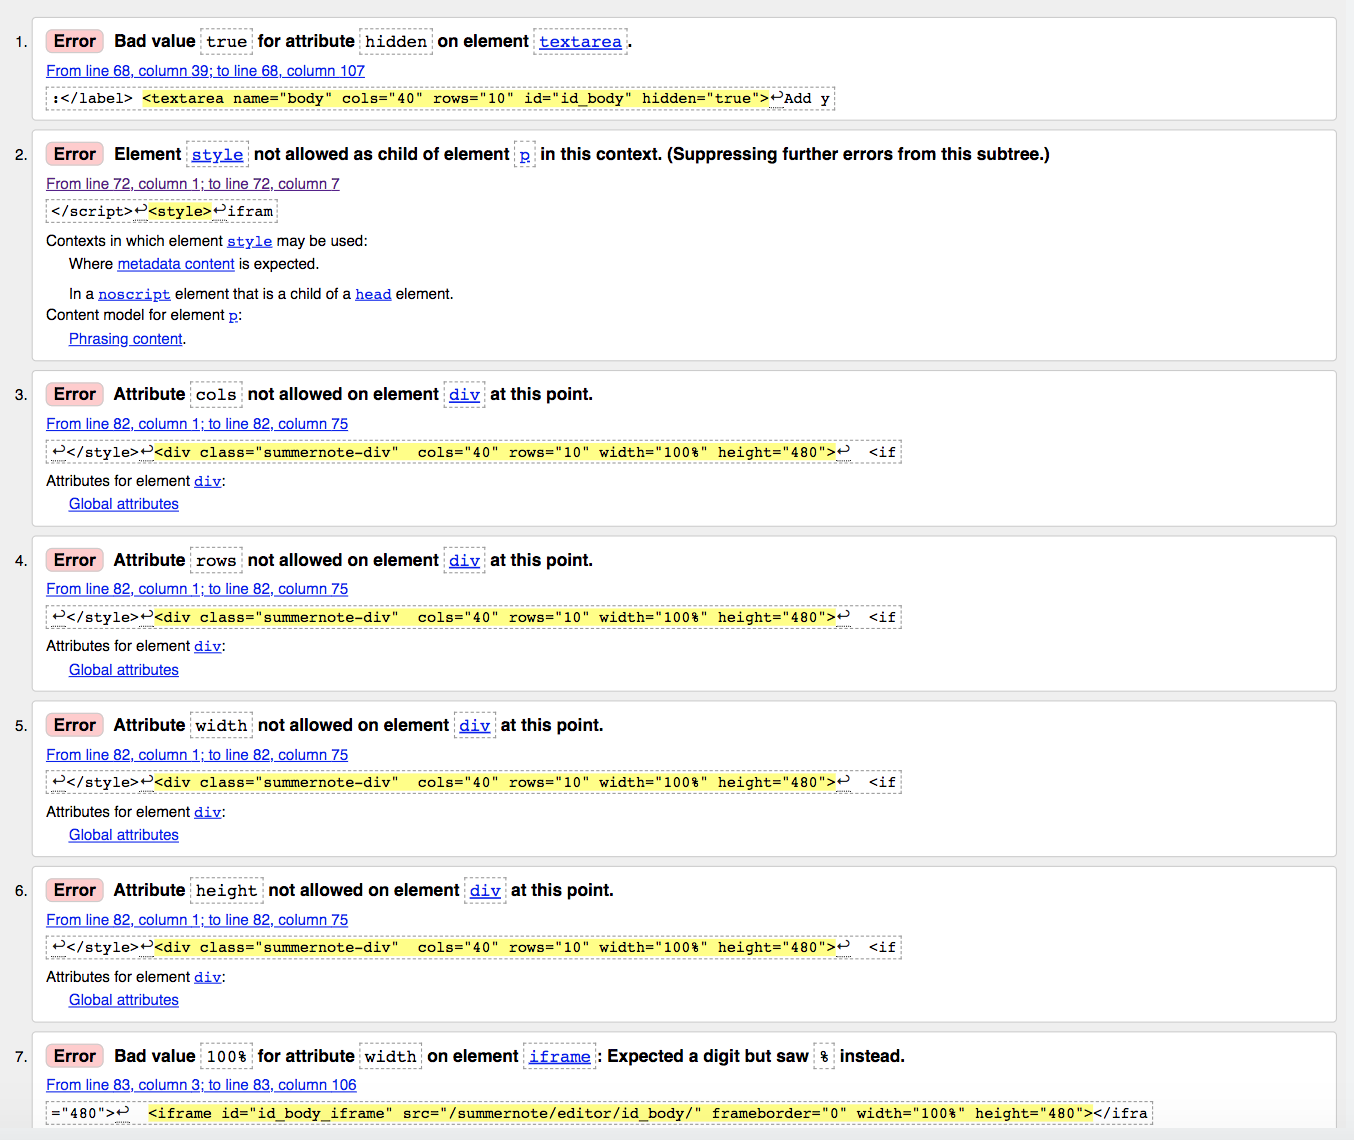 1. Error Bad value true for attribute hidden on element textarea.
From line 68, column 39; to line 68, column 107
:</label> <textarea name="body" cols="40" rows="10" id="id_body" hidden="true">↩Add y
2. Error Element style not allowed as child of element p in this context. (Suppressing further errors from this subtree.)
From line 72, column 1; to line 72, column 7
</script>↩<style>↩ifram
Contexts in which element style may be used:
Where metadata content is expected.
In a noscript element that is a child of a head element.
Content model for element p:
Phrasing content.
3. Error Attribute cols not allowed on element div at this point.
From line 82, column 1; to line 82, column 75
↩</style>↩<div class="summernote-div"  cols="40" rows="10" width="100%" height="480">↩  <if
Attributes for element div:
Global attributes
4. Error Attribute rows not allowed on element div at this point.
From line 82, column 1; to line 82, column 75
↩</style>↩<div class="summernote-div"  cols="40" rows="10" width="100%" height="480">↩  <if
Attributes for element div:
Global attributes
5. Error Attribute width not allowed on element div at this point.
From line 82, column 1; to line 82, column 75
↩</style>↩<div class="summernote-div"  cols="40" rows="10" width="100%" height="480">↩  <if
Attributes for element div:
Global attributes
6. Error Attribute height not allowed on element div at this point.
From line 82, column 1; to line 82, column 75
↩</style>↩<div class="summernote-div"  cols="40" rows="10" width="100%" height="480">↩  <if
Attributes for element div:
Global attributes
7. Error Bad value 100% for attribute width on element iframe: Expected a digit but saw % instead.
From line 83, column 3; to line 83, column 106
="480">↩  <iframe id="id_body_iframe" src="/summernote/editor/id_body/" frameborder="0" width="100%" height="480"></ifra